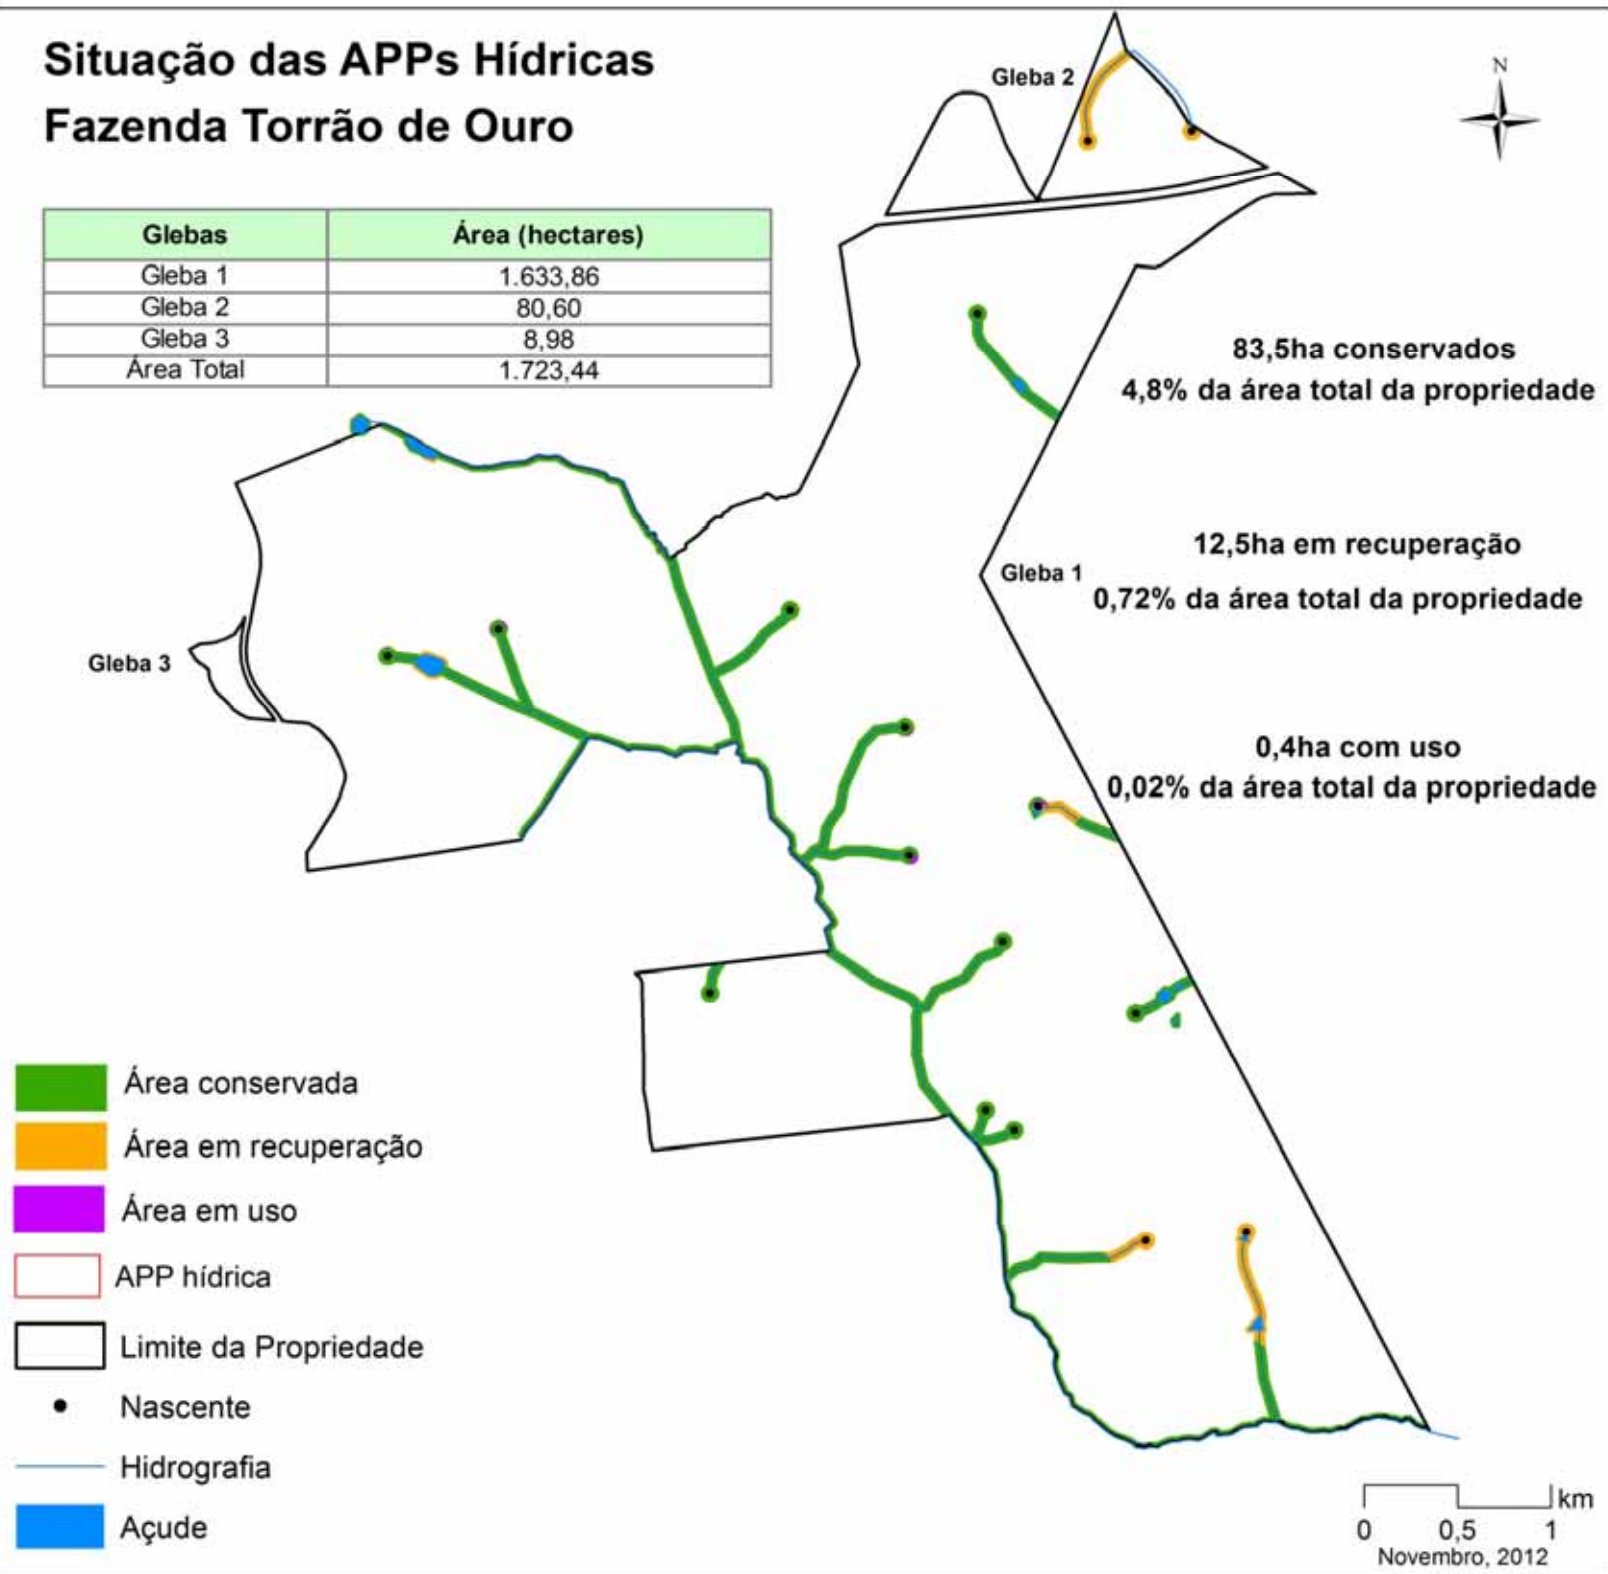 Situação das APPs Hídricas
Fazenda Torrão de Ouro
Gleba 2
N
Glebas Área (hectares)
Gleba 1 1.633,86
Gleba 2 80,60
Gleba 3 8,98
Área Total 1.723,44
83,5ha conservados
4,8% da área total da propriedade
12,5ha em recuperação
Gleba 1
0,72% da área total da propriedade
Gleba 3
0,4ha com uso
0,02% da área total da propriedade
Área conservada
Área em recuperação
Área em uso
APP hídrica
Limite da Propriedade
Nascente
Hidrografia
Açude
km
0 0,5 1
Novembro, 2012